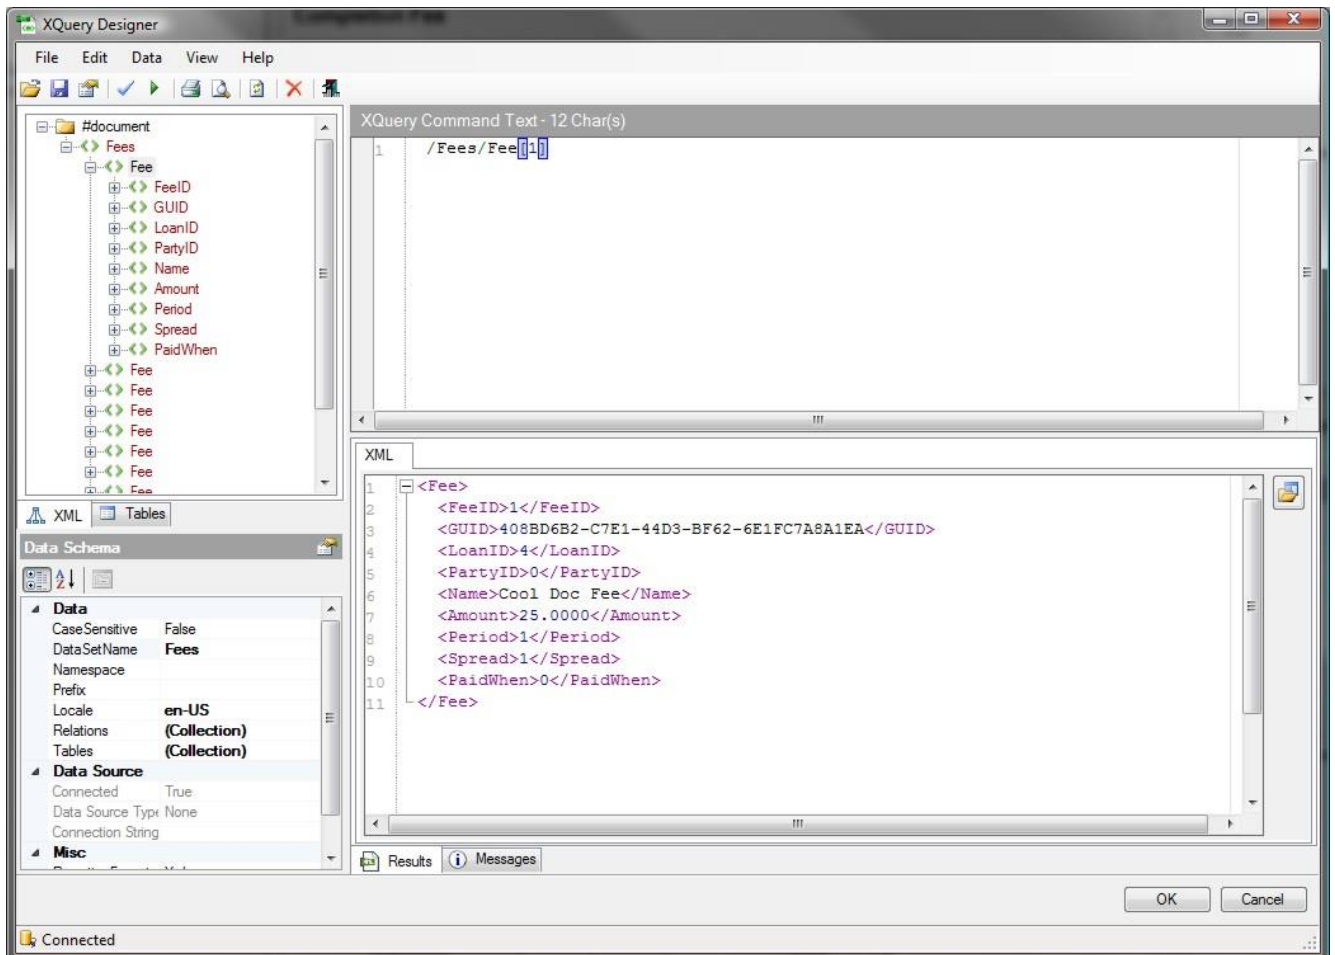 XQuery Designer
Completion Fee
File Edit Data View Help
#document
Fees
Fee
FeeID
GUID
LoanID
PartyID
Name
Amount
Period
Spread
PaidWhen
Fee
Fee
Fee
Fee
Fee
Fee
Fee
XML Tables
Data Schema
Data
CaseSensitive False
DataSetName Fees
Namespace
Prefix
Locale en-US
Relations (Collection)
Tables (Collection)
Data Source
Connected True
Data Source Type None
Connection String
Misc
XQuery Command Text - 12 Char(s)
1 /Fees/Fee[1]
XML
1 <Fee>
2 <FeeID>1</FeeID>
3 <GUID>408BD6B2-C7E1-44D3-BF62-6E1FC7A8A1EA</GUID>
4 <LoanID>4</LoanID>
5 <PartyID>0</PartyID>
6 <Name>Cool Doc Fee</Name>
7 <Amount>25.0000</Amount>
8 <Period>1</Period>
9 <Spread>1</Spread>
10 <PaidWhen>0</PaidWhen>
11 </Fee>
Results Messages
OK Cancel
Connected